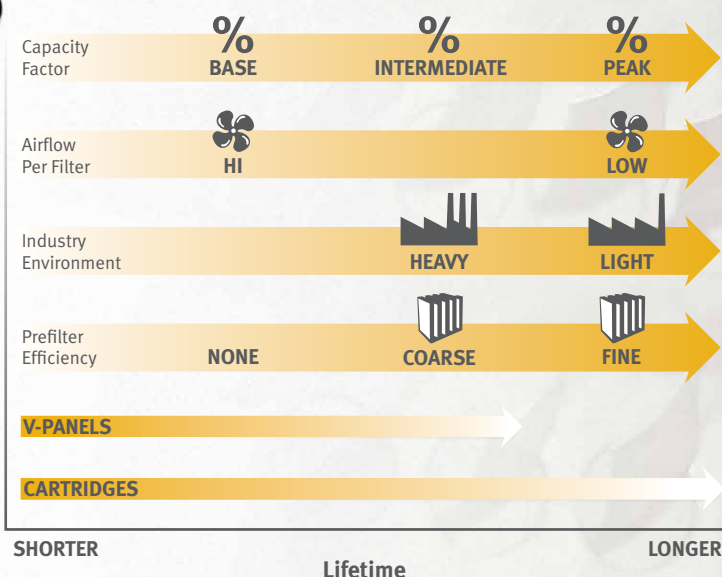 Capacity
Factor
%
BASE
%
INTERMEDIATE
%
PEAK
Airflow
Per Filter
HI
LOW
Industry
Environment
HEAVY
LIGHT
Prefilter
Efficiency
NONE
COARSE
FINE
V-PANELS
CARTRIDGES
SHORTER
LONGER
Lifetime